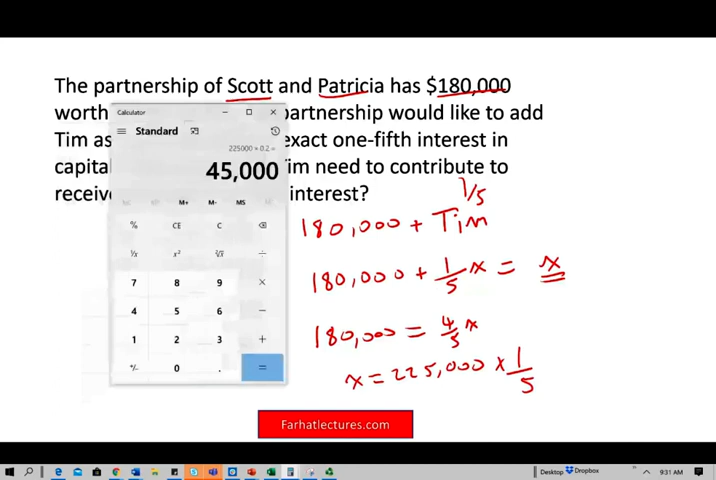 The partnership of Scott and Patricia has $180,000
worth partnership would like to add
Tim as exact one-fifth interest in
capital Tim need to contribute to
receive interest?
Calculator
Standard
225000 × 0.2 =
45,000
MC MR M+ M- MS M
% CE C
1/x x² ²√x ÷
7 8 9 ×
4 5 6 −
1 2 3 +
+/- 0 . =
1/5
180,000 + Tim
180,000 + 1/5 x = x
180,000 = 4/5 x
x = 225,000 × 1/5
Farhatlectures.com
Desktop Dropbox 9:31 AM